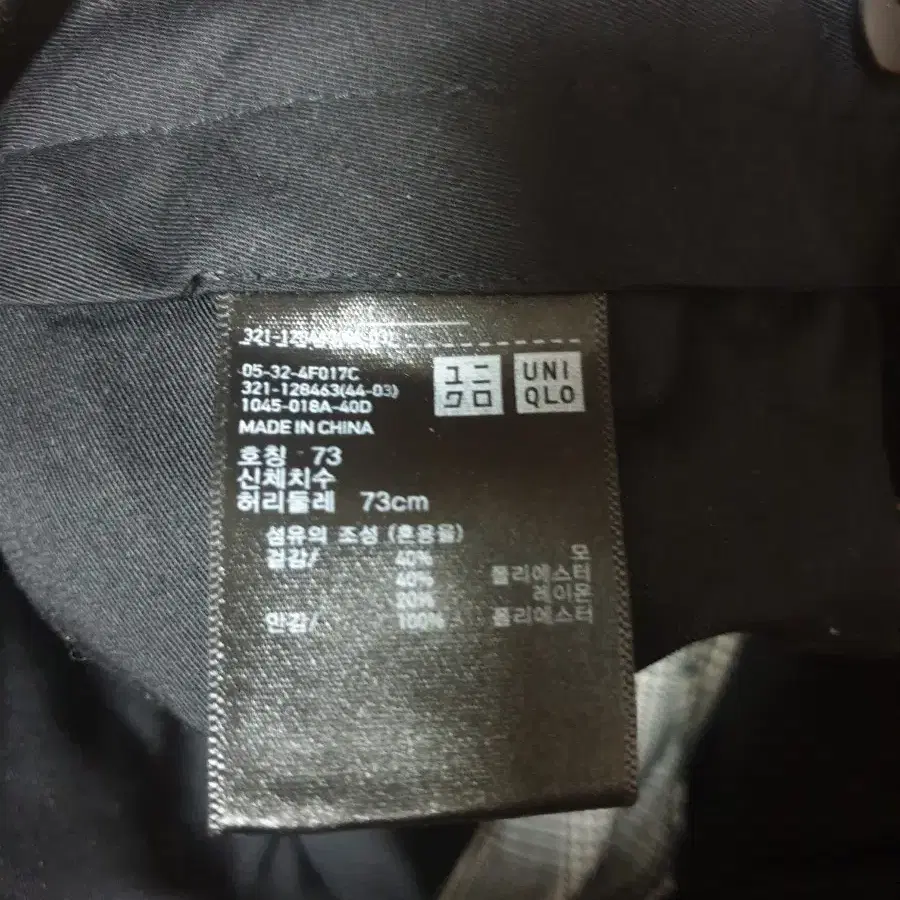 05-32-4F017C
321-128463(44-03)
1045-018A-40D
MADE IN CHINA
ユニ
クロ
UNI
QLO
호칭 73
신체치수
허리둘레 73cm
섬유의 조성 (혼용율)
겉감/ 40% 모
40% 폴리에스터
20% 레이온
안감/ 100% 폴리에스터